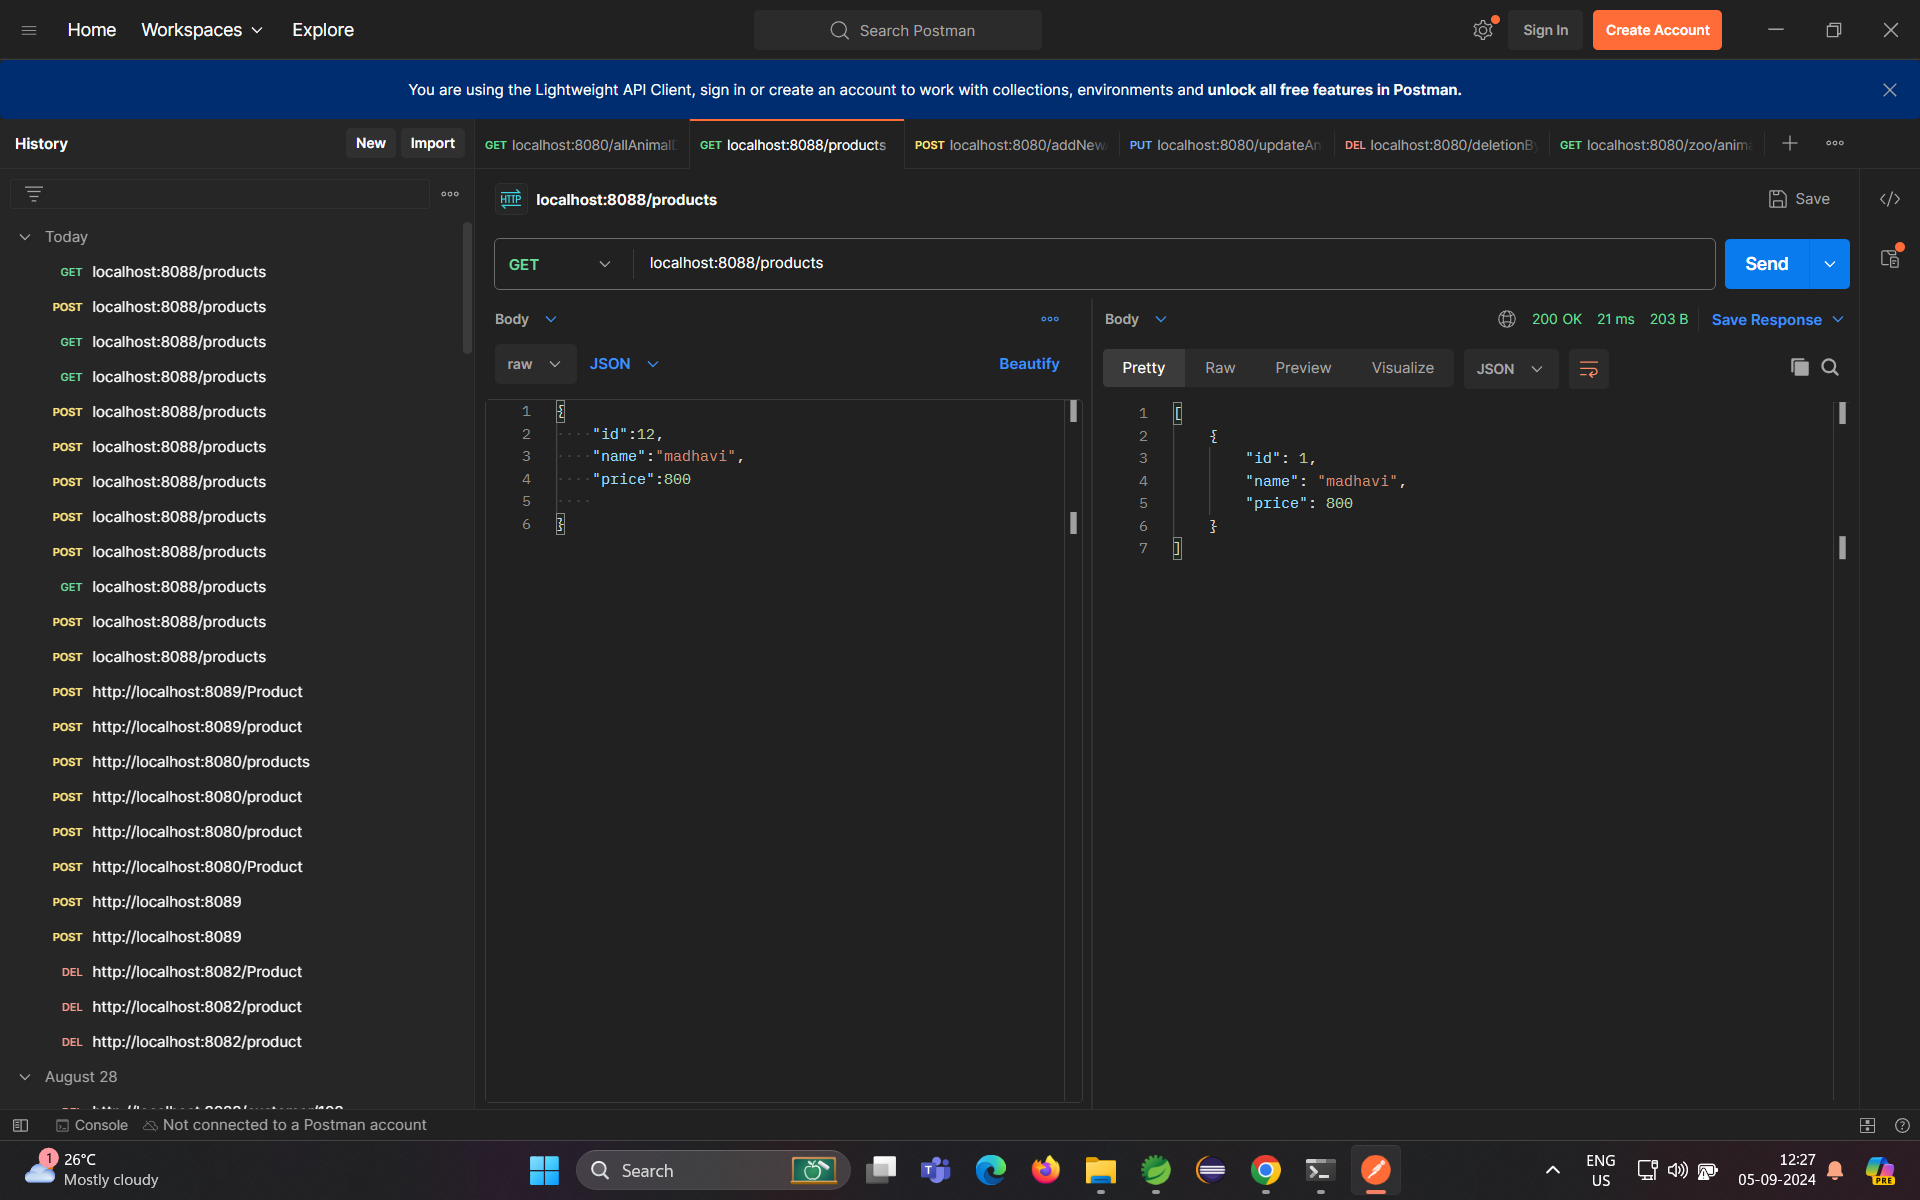 Home
Workspaces
Explore
Search Postman
Sign In
Create Account
You are using the Lightweight API Client, sign in or create an account to work with collections, environments and unlock all free features in Postman.
History
New
Import
GET localhost:8080/allAnimal
GET localhost:8088/products
POST localhost:8080/addNew
PUT localhost:8080/updateAn
DEL localhost:8080/deletionB
GET localhost:8080/zoo/anima
HTTP localhost:8088/products
Save
Today
GET localhost:8088/products
POST localhost:8088/products
GET localhost:8088/products
GET localhost:8088/products
POST localhost:8088/products
POST localhost:8088/products
POST localhost:8088/products
POST localhost:8088/products
POST localhost:8088/products
GET localhost:8088/products
POST localhost:8088/products
POST localhost:8088/products
POST http://localhost:8089/Product
POST http://localhost:8089/product
POST http://localhost:8080/products
POST http://localhost:8080/product
POST http://localhost:8080/product
POST http://localhost:8080/Product
POST http://localhost:8089
POST http://localhost:8089
DEL http://localhost:8082/Product
DEL http://localhost:8082/product
DEL http://localhost:8082/product
August 28
GET
localhost:8088/products
Send
Body
raw
JSON
Beautify
1 {
2 "id":12,
3 "name":"madhavi",
4 "price":800
5
6 }
Body
200 OK 21 ms 203 B
Save Response
Pretty
Raw
Preview
Visualize
JSON
1 [
2 {
3 "id": 1,
4 "name": "madhavi",
5 "price": 800
6 }
7 ]
Console
Not connected to a Postman account
1
26°C
Mostly cloudy
Search
ENG
US
12:27
05-09-2024
PRE